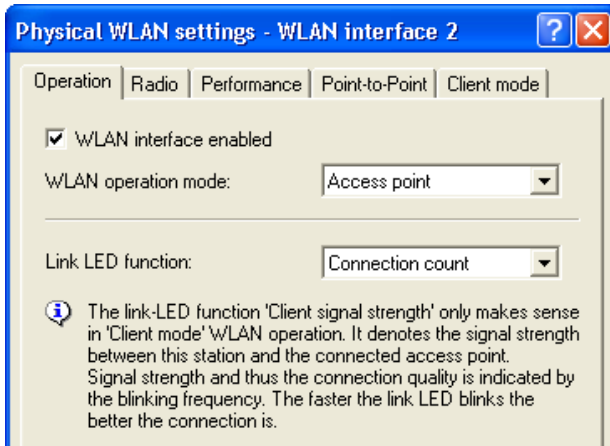 Physical WLAN settings - WLAN interface 2
Operation Radio Performance Point-to-Point Client mode
WLAN interface enabled
WLAN operation mode: Access point
Link LED function: Connection count
The link-LED function 'Client signal strength' only makes sense
in 'Client mode' WLAN operation. It denotes the signal strength
between this station and the connected access point.
Signal strength and thus the connection quality is indicated by
the blinking frequency. The faster the link LED blinks the
better the connection is.